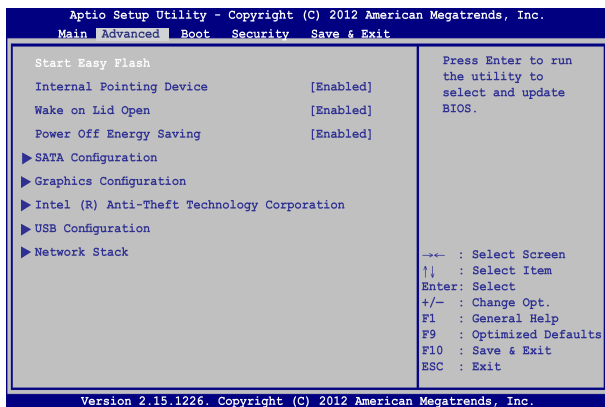 Aptio Setup Utility - Copyright (C) 2012 American Megatrends, Inc.
Main Advanced Boot Security Save & Exit
Start Easy Flash
Internal Pointing Device [Enabled]
Wake on Lid Open [Enabled]
Power Off Energy Saving [Enabled]
SATA Configuration
Graphics Configuration
Intel (R) Anti-Theft Technology Corporation
USB Configuration
Network Stack
Press Enter to run
the utility to
select and update
BIOS.
→← : Select Screen
↑↓ : Select Item
Enter: Select
+/— : Change Opt.
F1 : General Help
F9 : Optimized Defaults
F10 : Save & Exit
ESC : Exit
Version 2.15.1226. Copyright (C) 2012 American Megatrends, Inc.